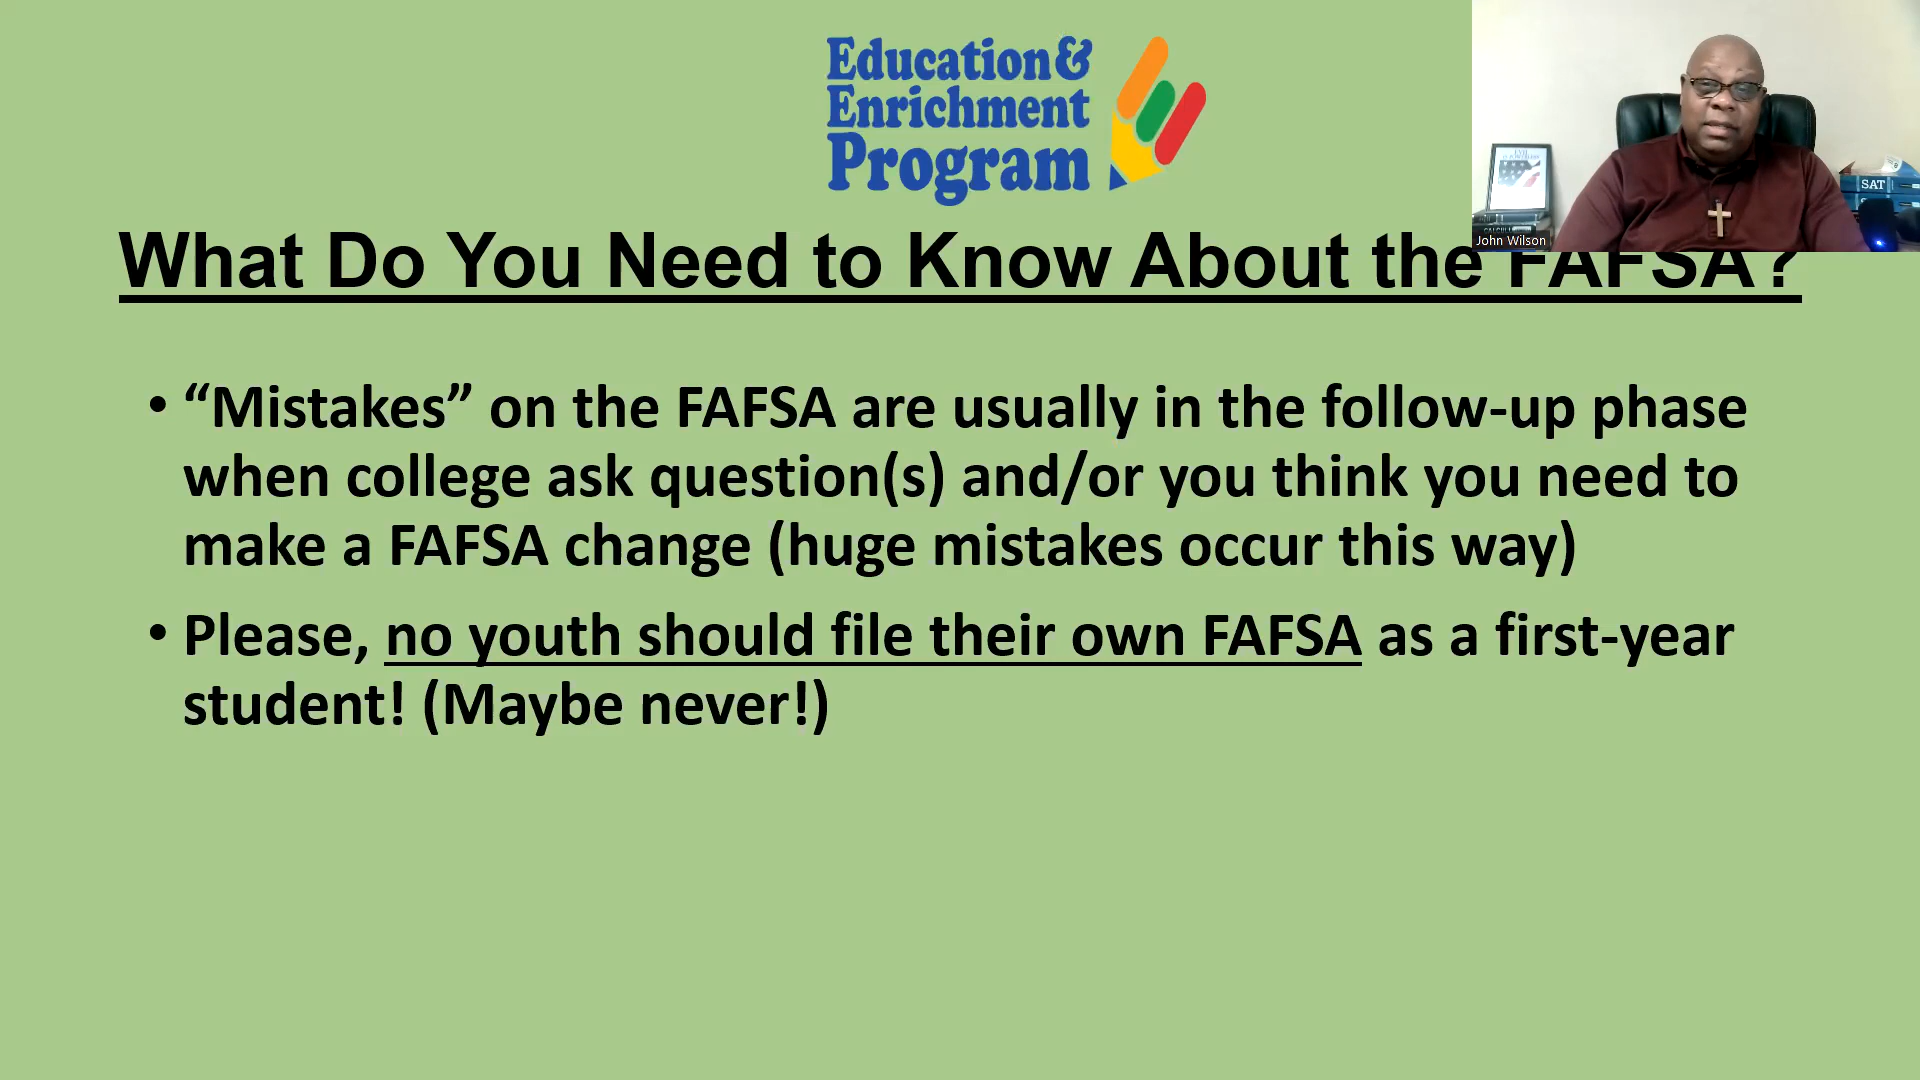 Education &
Enrichment
Program
What Do You Need to Know About the FAFSA?
John Wilson
SAT
• “Mistakes” on the FAFSA are usually in the follow-up phase
when college ask question(s) and/or you think you need to
make a FAFSA change (huge mistakes occur this way)
• Please, no youth should file their own FAFSA as a first-year
student! (Maybe never!)